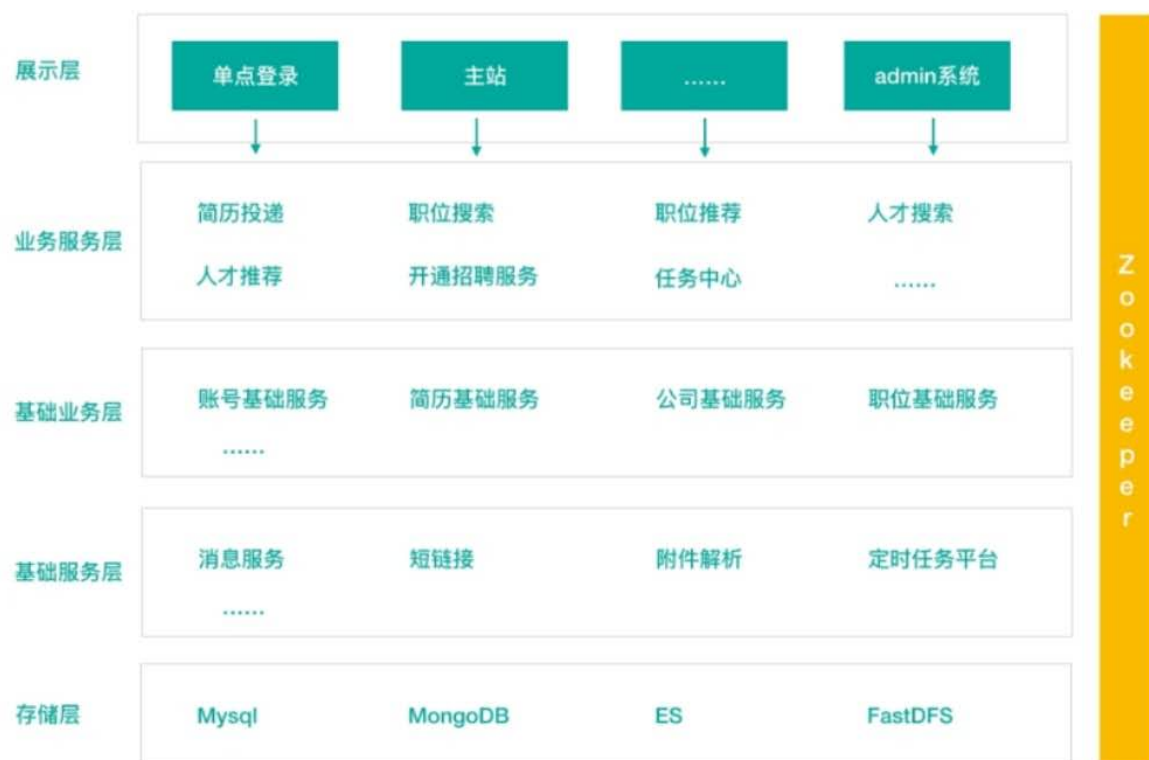 展示层
单点登录
主站
......
admin系统
业务服务层
简历投递
职位搜索
职位推荐
人才搜索
人才推荐
开通招聘服务
任务中心
......
基础业务层
账号基础服务
简历基础服务
公司基础服务
职位基础服务
......
基础服务层
消息服务
短链接
附件解析
定时任务平台
......
存储层
Mysql
MongoDB
ES
FastDFS
Zookeeper